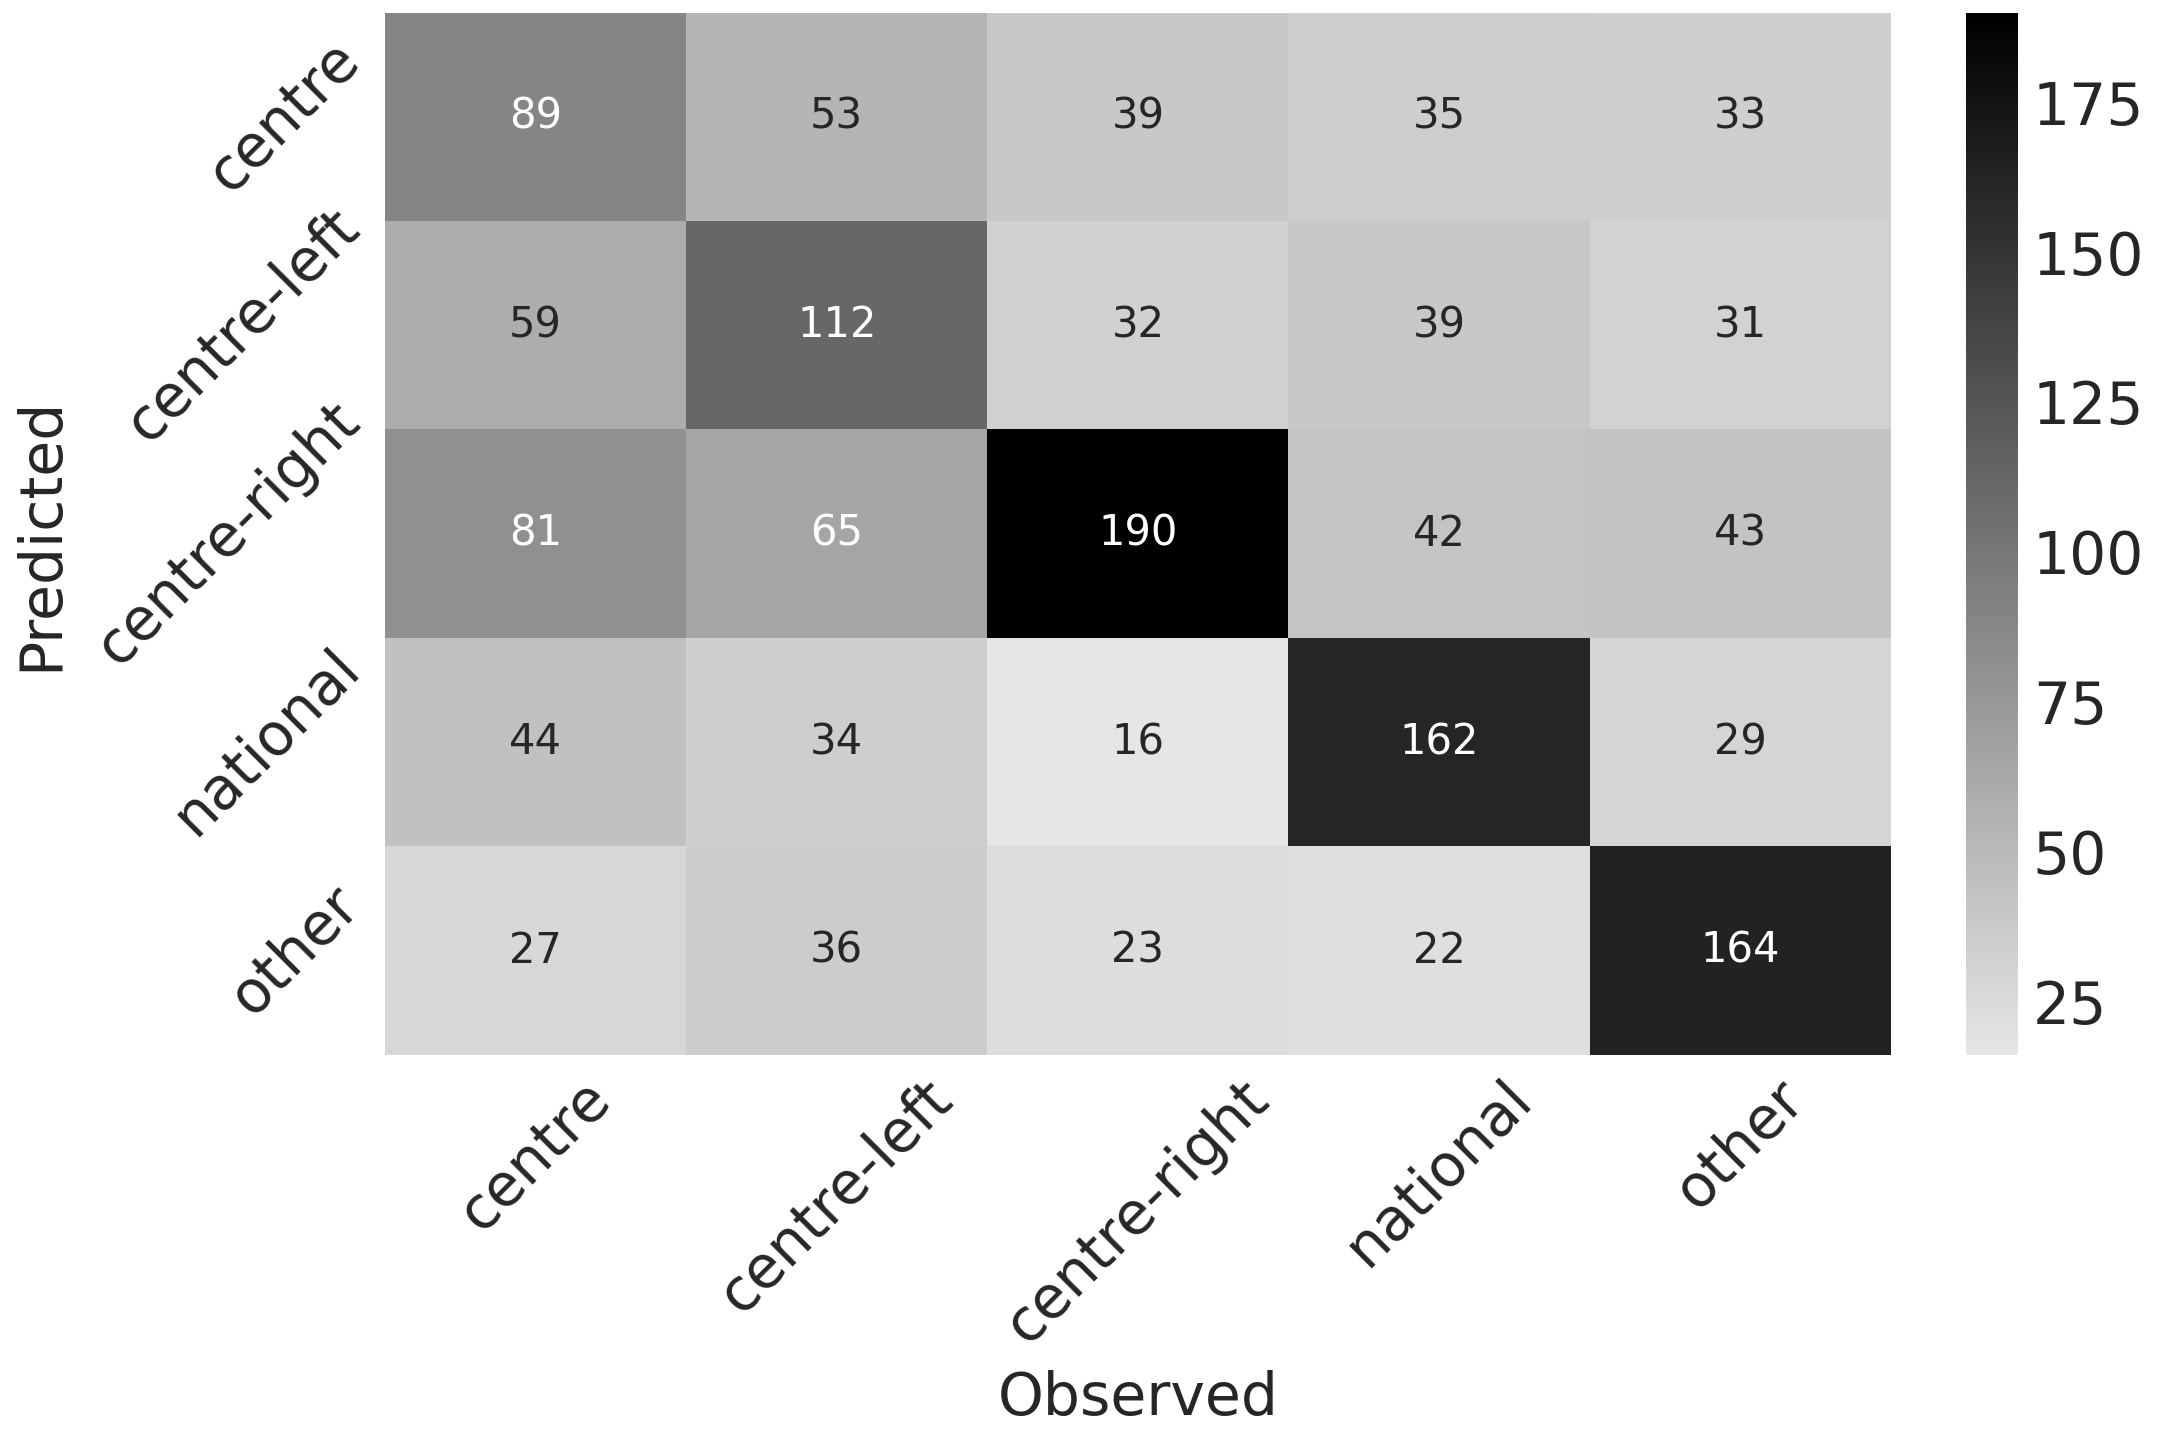 Predicted
centre 89 53 39 35 33
centre-left 59 112 32 39 31
centre-right 81 65 190 42 43
national 44 34 16 162 29
other 27 36 23 22 164
centre centre-left centre-right national other
Observed
175
150
125
100
75
50
25